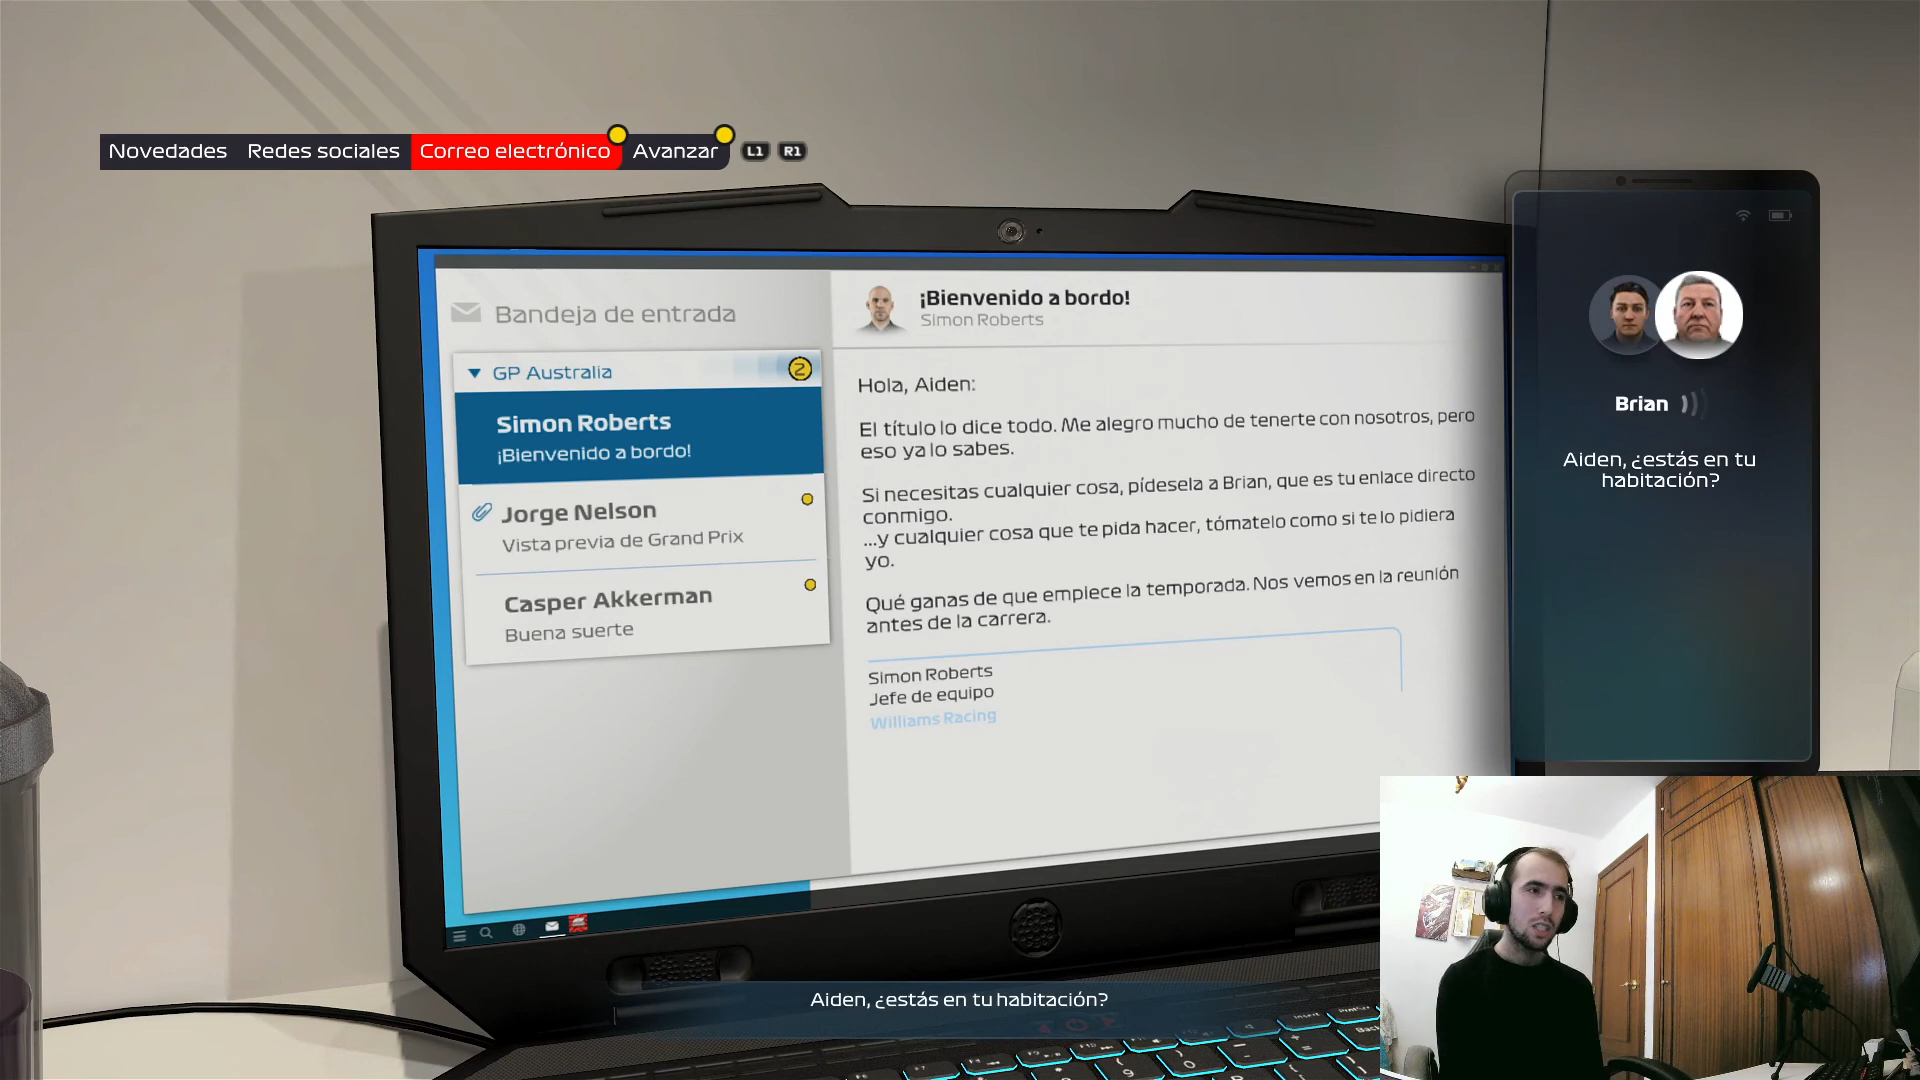 Novedades
Redes sociales
Correo electrónico
Avanzar
L1
R1
Bandeja de entrada
GP Australia
2
Simon Roberts
¡Bienvenido a bordo!
Jorge Nelson
Vista previa de Grand Prix
Casper Akkerman
Buena suerte
¡Bienvenido a bordo!
Simon Roberts
Hola, Aiden:
El título lo dice todo. Me alegro mucho de tenerte con nosotros, pero
eso ya lo sabes.
Si necesitas cualquier cosa, pídesela a Brian, que es tu enlace directo
conmigo.
...y cualquier cosa que te pida hacer, tómatelo como si te lo pidiera
yo.
Qué ganas de que empiece la temporada. Nos vemos en la reunión
antes de la carrera.
Simon Roberts
Jefe de equipo
Williams Racing
Brian
Aiden, ¿estás en tu
habitación?
Aiden, ¿estás en tu habitación?